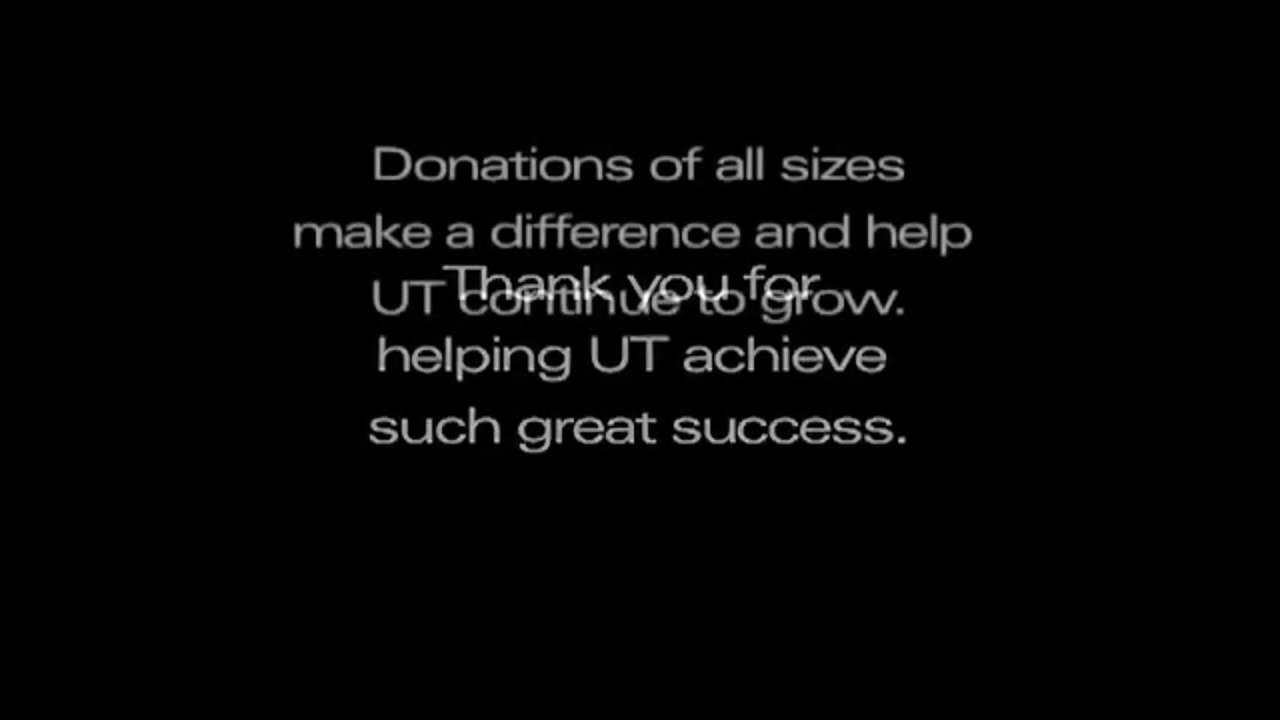 Donations of all sizes
make a difference and help
UT continue to grow.
Thank you for
helping UT achieve
such great success.